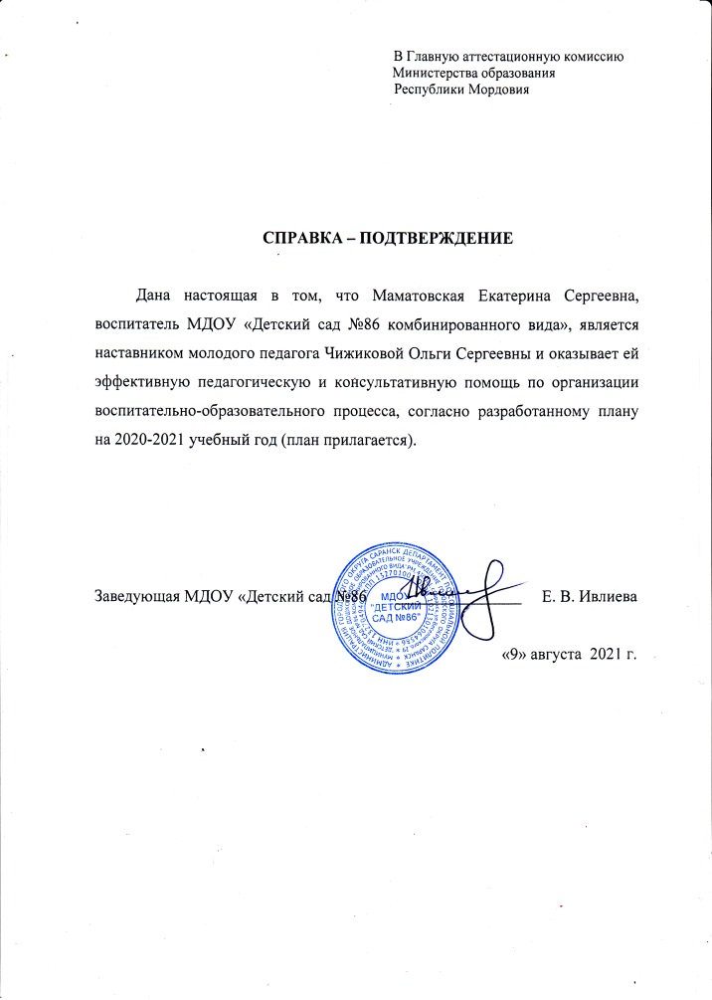 В Главную аттестационную комиссию
Министерства образования
Республики Мордовия
СПРАВКА – ПОДТВЕРЖДЕНИЕ
Дана настоящая в том, что Маматовская Екатерина Сергеевна,
воспитатель МДОУ «Детский сад №86 комбинированного вида», является
наставником молодого педагога Чижиковой Ольги Сергеевны и оказывает ей
эффективную педагогическую и консультативную помощь по организации
воспитательно-образовательного процесса, согласно разработанному плану
на 2020-2021 учебный год (план прилагается).
Заведующая МДОУ «Детский сад №86 Е. В. Ивлиева
МДОУ
"ДЕТСКИЙ
САД №86"
«9» августа 2021 г.